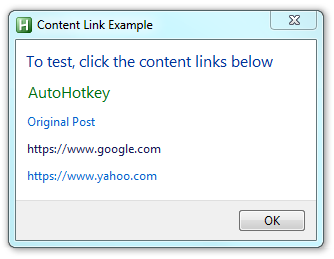 Content Link Example
To test, click the content links below
AutoHotkey
Original Post
https://www.google.com
https://www.yahoo.com
OK